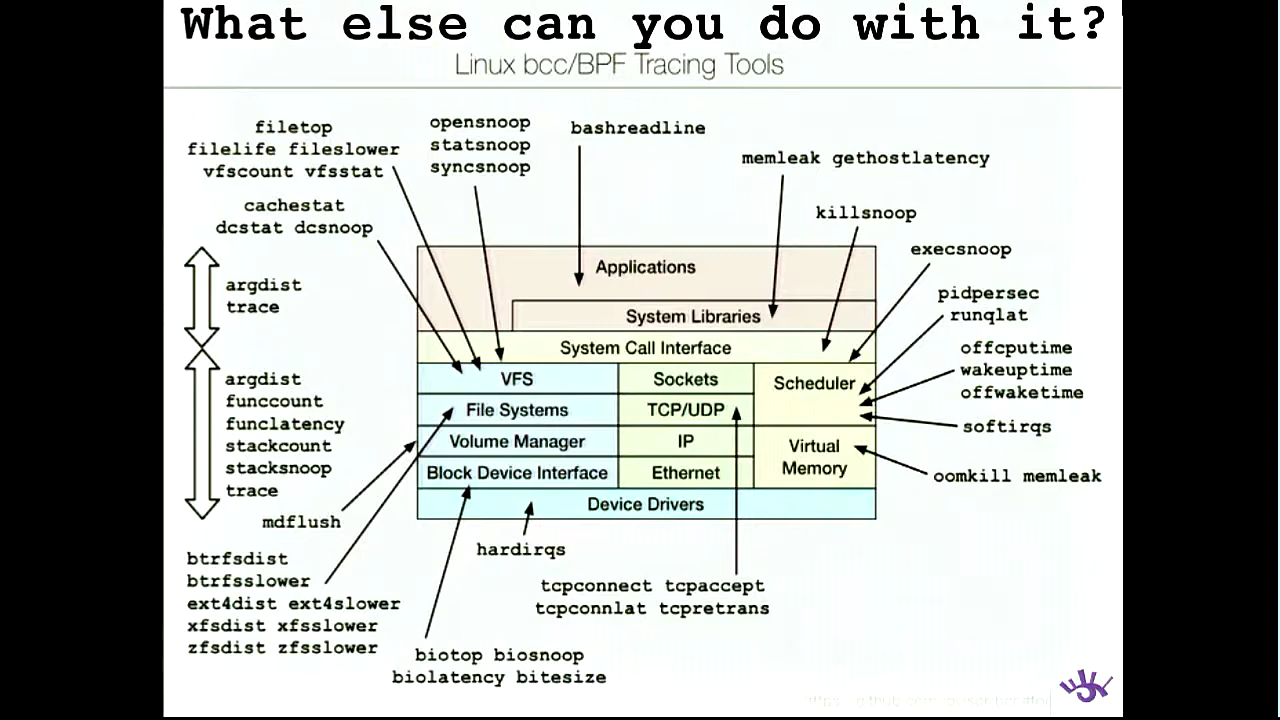 What else can you do with it?
Linux bcc/BPF Tracing Tools
filetop
filelife fileslower
vfscount vfsstat
opensnoop
statsnoop
syncsnoop
bashreadline
memleak gethostlatency
cachestat
dcstat dcsnoop
killsnoop
execsnoop
argdist
trace
Applications
System Libraries
System Call Interface
pidpersec
runqlat
argdist
funccount
funclatency
stackcount
stacksnoop
trace
VFS
File Systems
Volume Manager
Block Device Interface
Sockets
TCP/UDP
IP
Ethernet
Scheduler
Virtual
Memory
Device Drivers
offcputime
wakeuptime
offwaketime
softirqs
oomkill memleak
mdflush
hardirqs
btrfsdist
btrfsslower
ext4dist ext4slower
xfsdist xfsslower
zfsdist zfsslower
tcpconnect tcpaccept
tcpconnlat tcpretrans
biotop biosnoop
biolatency bitesize